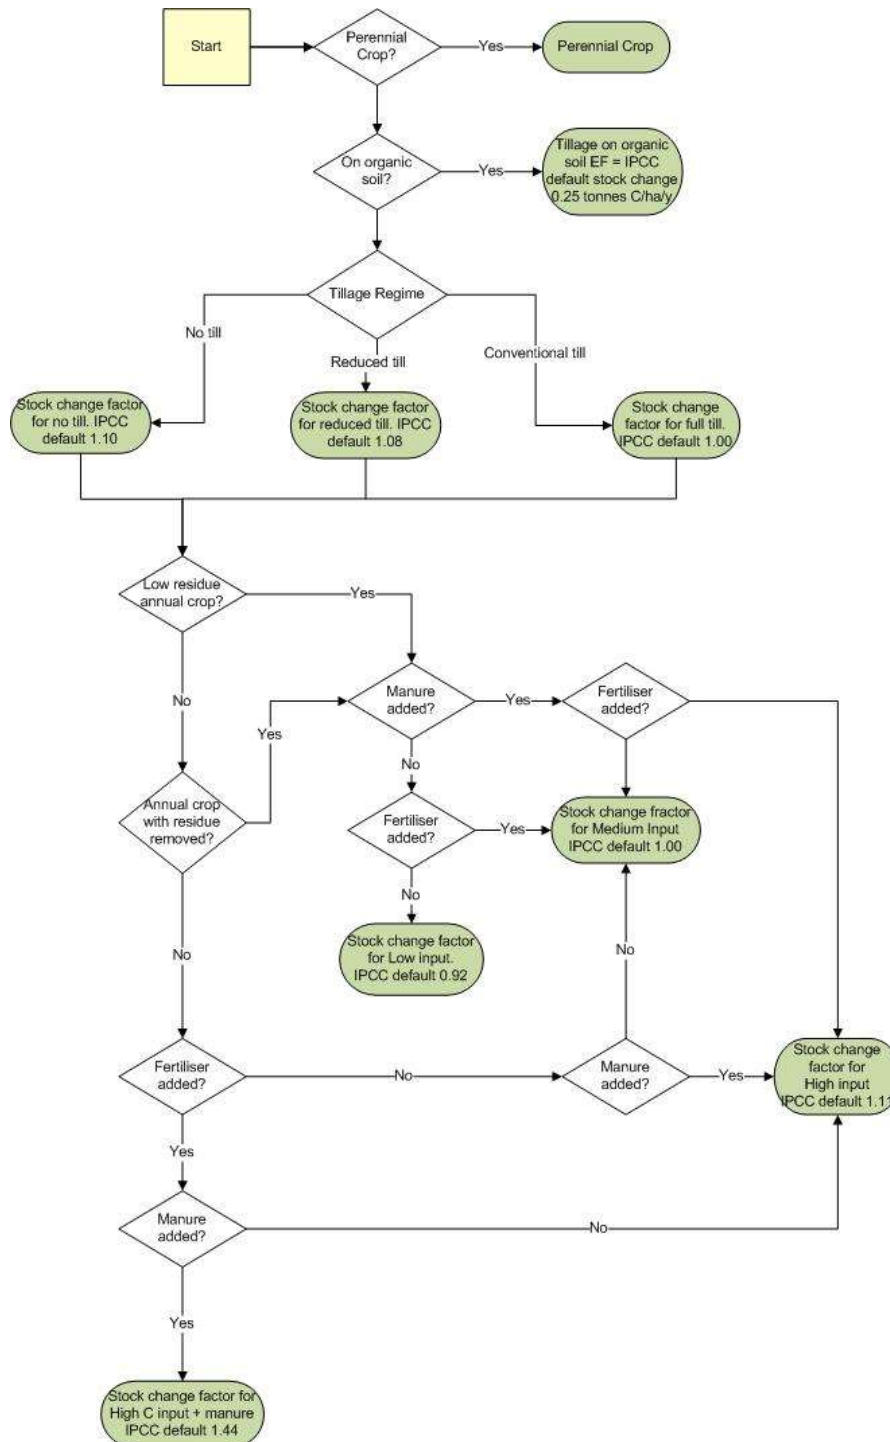 Start
Perennial
Crop?
Yes
Perennial Crop
On organic
soil?
Yes
Tillage on organic
soil EF = IPCC
default stock change
0.25 tonnes C/ha/y
Tillage Regime
No till
Reduced till
Conventional till
Stock change factor
for no till. IPCC
default 1.10
Stock change factor
for reduced till. IPCC
default 1.08
Stock change
factor for full till.
IPCC default 1.00
Low residue
annual crop?
Yes
No
Manure
added?
Yes
Fertiliser
added?
Yes
No
Annual crop
with residue
removed?
Fertiliser
added?
Yes
Stock change fractor
for Medium Input
IPCC default 1.00
No
Stock change factor
for Low input.
IPCC default 0.92
No
No
Fertiliser
added?
No
Manure
added?
Yes
Stock change
factor for
High input
IPCC default 1.11
Yes
Manure
added?
No
Yes
Stock change factor for
High C input + manure
IPCC default 1.44